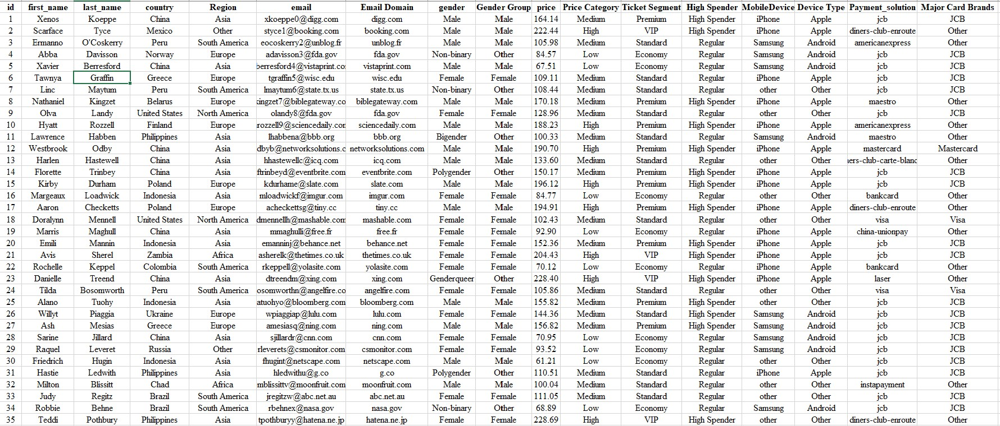 id first_name last_name country Region email Email Domain gender Gender Group price Price Category Ticket Segment High Spender MobileDevice Device Type Payment_solution Major Card Brands
1 Xenos Koeppe China Asia xkoeppe0@digg.com digg.com Male Male 164.14 Medium Premium High Spender iPhone Apple jcb JCB
2 Scarface Tyce Mexico Other styce1@booking.com booking.com Male Male 222.44 High VIP High Spender iPhone Apple diners-club-enroute Other
3 Ermanno O'Coskerry Peru South America eocoskerry2@unblog.fr unblog.fr Male Male 105.98 Medium Standard Regular Samsung Android americanexpress Other
4 Abba Davisson Norway Europe adavisson3@fda.gov fda.gov Non-binary Other 84.57 Low Economy Regular Samsung Android jcb JCB
5 Xavier Berresford China Asia berresford4@vistaprint.co vistaprint.com Male Male 67.51 Low Economy Regular Samsung Android jcb JCB
6 Tawnya Graffin Greece Europe tgraffin5@wisc.edu wisc.edu Female Female 109.11 Medium Standard Regular iPhone Apple jcb JCB
7 Linc Maytum Peru South America lmaytum6@state.tx.us state.tx.us Non-binary Other 108.44 Medium Standard Regular other Other jcb JCB
8 Nathaniel Kingzet Belarus Europe kingzet7@biblegateway.co biblegateway.com Male Male 170.18 Medium Premium High Spender iPhone Apple maestro Other
9 Olva Landy United States North America olandy8@fda.gov fda.gov Female Female 128.96 Medium Standard Regular other Other jcb JCB
10 Hyatt Rozzell Finland Europe rozzell9@sciencedaily.con sciencedaily.com Male Male 188.23 High Premium High Spender iPhone Apple americanexpress Other
11 Lawrence Habben Philippines Asia lhabbena@bbb.org bbb.org Bigender Other 100.33 Medium Standard Regular Samsung Android maestro Other
12 Westbrook Odby China Asia dbyb@networksolutions.c networksolutions.com Male Male 190.70 High Premium High Spender iPhone Apple mastercard Mastercard
13 Harlen Hastewell China Asia hhastewellc@icq.com icq.com Male Male 133.60 Medium Standard Regular other Other ners-club-carte-blanc Other
14 Florette Trinbey China Asia ftrinbeyd@eventbrite.com eventbrite.com Polygender Other 150.17 Medium Premium High Spender iPhone Apple jcb JCB
15 Kirby Durham Poland Europe kdurhame@slate.com slate.com Male Male 196.12 High Premium High Spender iPhone Apple jcb JCB
16 Margeaux Loadwick Indonesia Asia mloadwickf@imgur.com imgur.com Female Female 84.77 Low Economy Regular other Other bankcard Other
17 Aaron Checketts Poland Europe acheckettsg@tiny.cc tiny.cc Male Male 194.91 High Premium High Spender iPhone Apple diners-club-enroute Other
18 Doralynn Mennell United States North America dmennellh@mashable.com mashable.com Female Female 102.43 Medium Standard Regular other Other visa Visa
19 Marris Maghull China Asia mmaghulli@free.fr free.fr Female Female 92.90 Low Economy Regular iPhone Apple china-unionpay Other
20 Emili Mannin Indonesia Asia emanninj@behance.net behance.net Female Female 152.36 Medium Premium High Spender iPhone Apple jcb JCB
21 Avis Sherel Zambia Africa asherelk@thetimes.co.uk thetimes.co.uk Female Female 204.43 High VIP High Spender iPhone Apple jcb JCB
22 Rochelle Keppel Colombia South America rkeppell@yolasite.com yolasite.com Female Female 70.12 Low Economy Regular iPhone Apple bankcard Other
23 Danielle Treend China Asia dtreendm@xing.com xing.com Genderqueer Other 228.40 High VIP High Spender iPhone Apple laser Other
24 Tilda Bosomworth Peru South America osomworthn@angelfire.co angelfire.com Female Female 105.86 Medium Standard Regular other Other visa Visa
25 Alano Tuohy Indonesia Asia atuohyo@bloomberg.com bloomberg.com Male Male 155.82 Medium Premium High Spender other Other jcb JCB
26 Willyt Piaggia Ukraine Europe wpiaggiap@lulu.com lulu.com Female Female 144.36 Medium Standard High Spender Samsung Android jcb JCB
27 Ash Mesias Greece Europe amesiasq@ning.com ning.com Male Male 156.82 Medium Premium High Spender Samsung Android jcb JCB
28 Sarine Jillard China Asia sjillardr@cnn.com cnn.com Female Female 70.95 Low Economy Regular Samsung Android jcb JCB
29 Raquel Leveret Russia Other rleverets@csmonitor.com csmonitor.com Female Female 93.52 Low Economy Regular Samsung Android jcb JCB
30 Friedrich Hugin Indonesia Asia fhugint@netscape.com netscape.com Male Male 61.21 Low Economy Regular other Other jcb JCB
31 Hastie Ledwith Philippines Asia hledwithu@g.co g.co Polygender Other 110.51 Medium Standard Regular iPhone Apple jcb JCB
32 Milton Blissitt Chad Africa mblissittv@moonfruit.com moonfruit.com Male Male 100.04 Medium Standard Regular other Other instapayment Other
33 Judy Regitz Brazil South America jregitzw@abc.net.au abc.net.au Female Female 111.05 Medium Standard Regular other Other jcb JCB
34 Robbie Behne Brazil South America rbehnex@nasa.gov nasa.gov Non-binary Other 68.89 Low Economy Regular Samsung Android jcb JCB
35 Teddi Pothbury Philippines Asia tpothburyy@hatena.ne.jp hatena.ne.jp Female Female 228.69 High VIP High Spender other Other diners-club-enroute Other